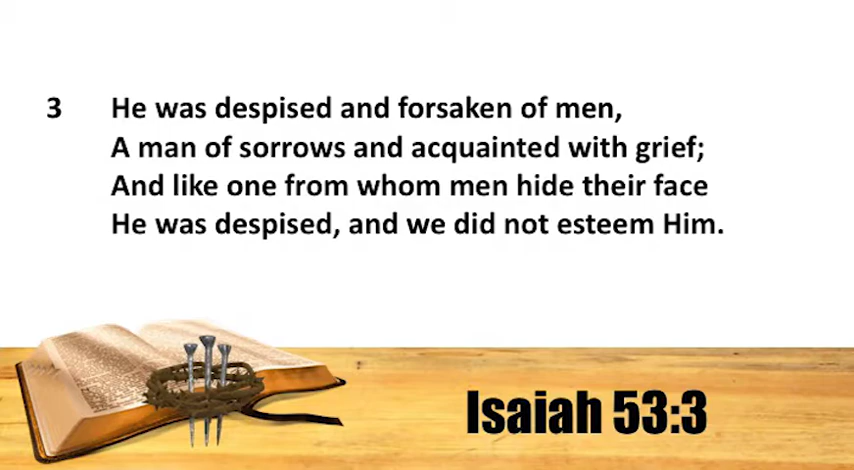 3 He was despised and forsaken of men,
A man of sorrows and acquainted with grief;
And like one from whom men hide their face
He was despised, and we did not esteem Him.
Isaiah 53:3